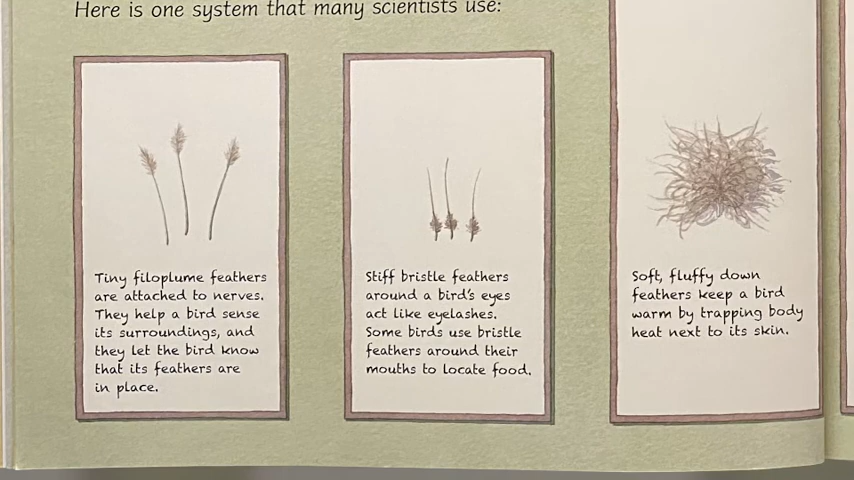 Here is one system that many scientists use:
Tiny filoplume feathers
are attached to nerves.
They help a bird sense
its surroundings, and
they let the bird know
that its feathers are
in place.
Stiff bristle feathers
around a bird's eyes
act like eyelashes.
Some birds use bristle
feathers around their
mouths to locate food.
Soft, fluffy down
feathers keep a bird
warm by trapping body
heat next to its skin.